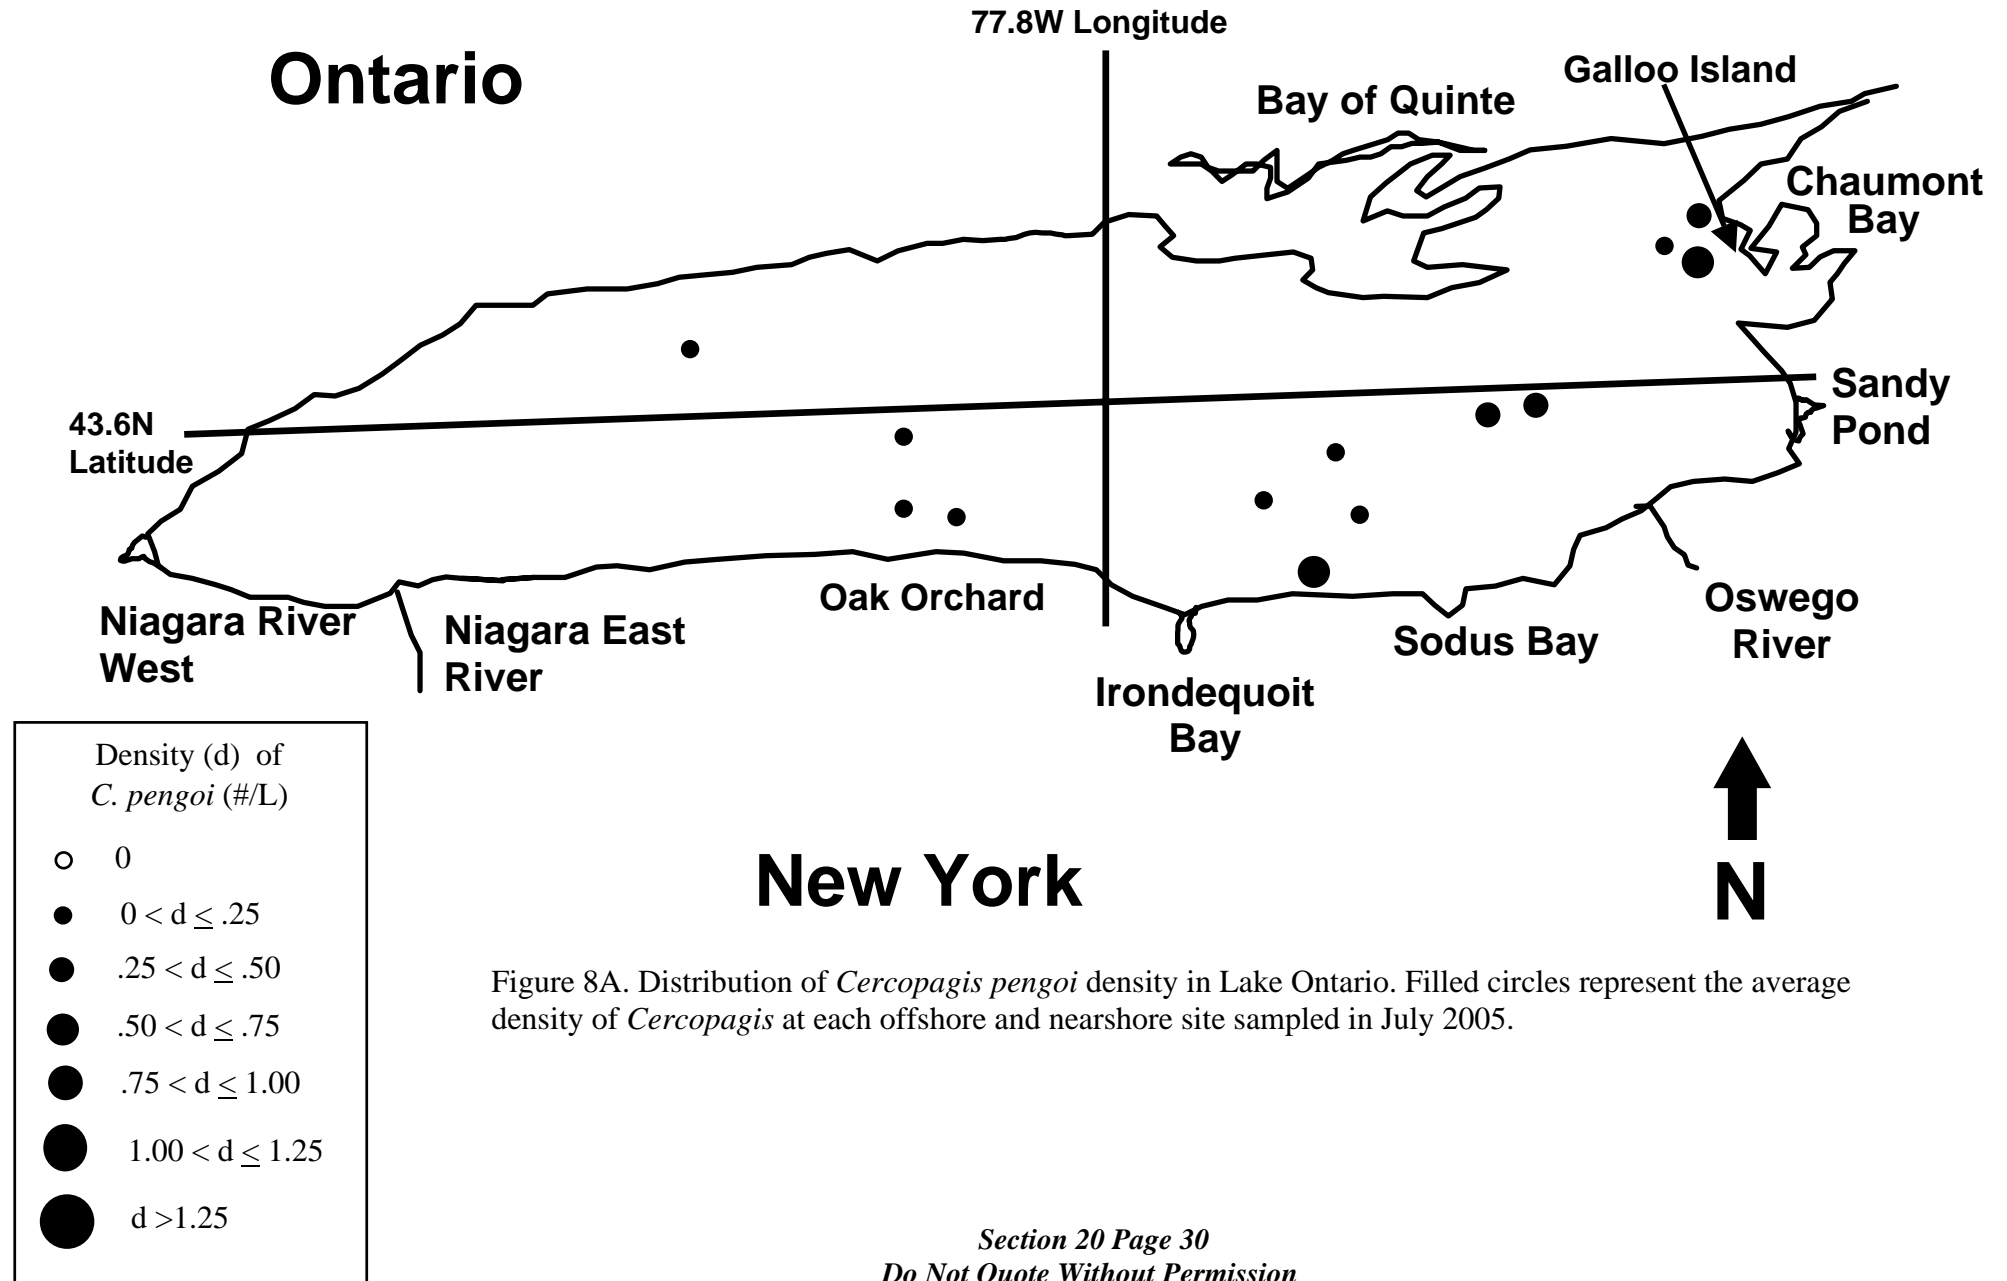 77.8W Longitude
Ontario
Galloo Island
Bay of Quinte
Chaumont
Bay
43.6N
Latitude
Sandy
Pond
Niagara River
West
Niagara East
River
Oak Orchard
Irondequoit
Bay
Sodus Bay
Oswego
River
Density (d) of
C. pengoi (#/L)
0
0 < d ≤ .25
.25 < d ≤ .50
.50 < d ≤ .75
.75 < d ≤ 1.00
1.00 < d ≤ 1.25
d >1.25
New York
N
Figure 8A. Distribution of Cercopagis pengoi density in Lake Ontario. Filled circles represent the average
density of Cercopagis at each offshore and nearshore site sampled in July 2005.
Section 20 Page 30
Do Not Quote Without Permission